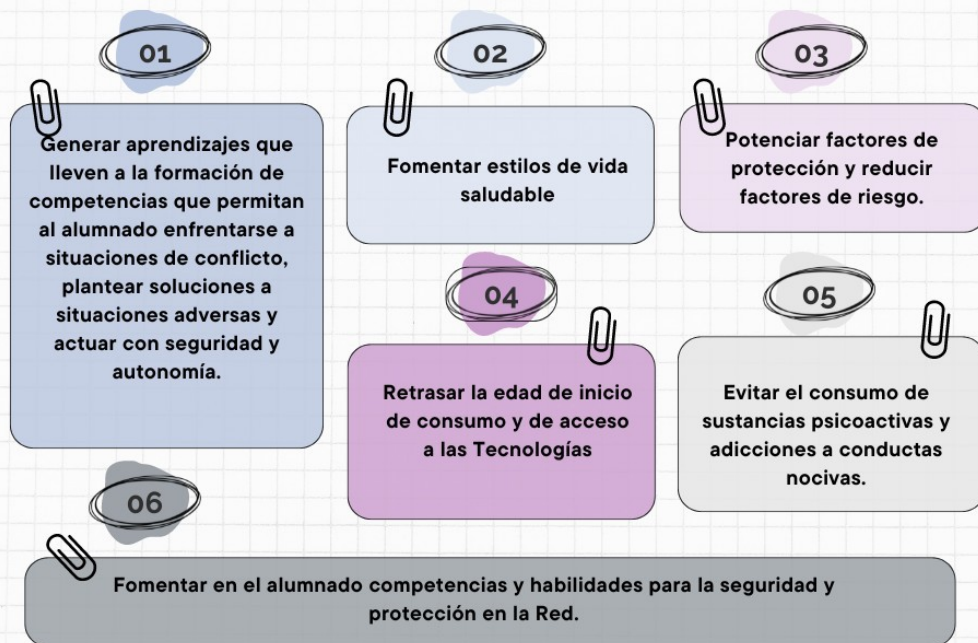 01
Generar aprendizajes que
lleven a la formación de
competencias que permitan
al alumnado enfrentarse a
situaciones de conflicto,
plantear soluciones a
situaciones adversas y
actuar con seguridad y
autonomía.
02
Fomentar estilos de vida
saludable
03
Potenciar factores de
protección y reducir
factores de riesgo.
04
Retrasar la edad de inicio
de consumo y de acceso
a las Tecnologías
05
Evitar el consumo de
sustancias psicoactivas y
adicciones a conductas
nocivas.
06
Fomentar en el alumnado competencias y habilidades para la seguridad y
protección en la Red.